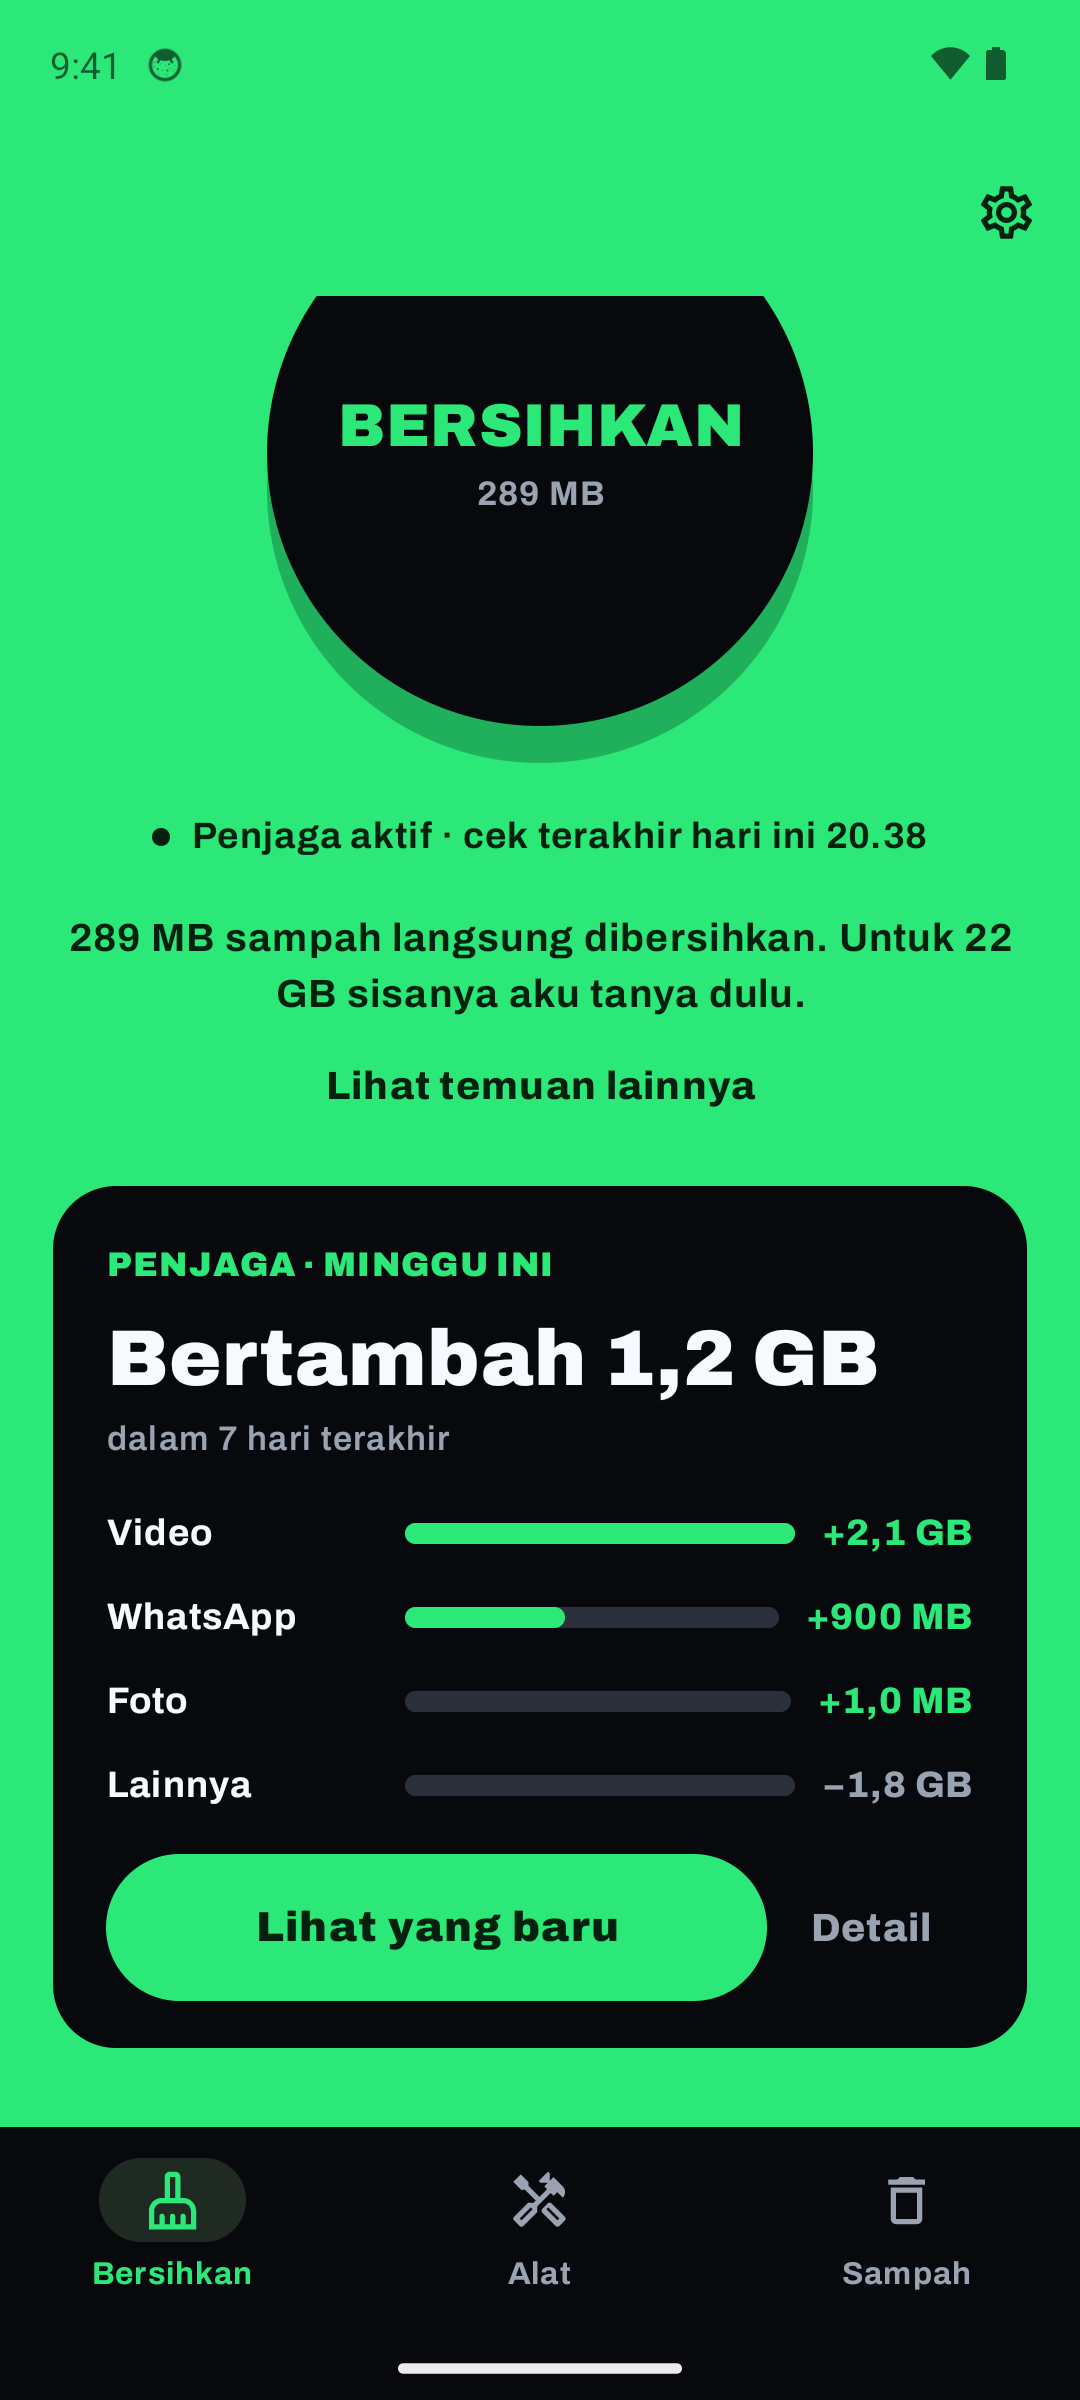 9:41
BERSIHKAN
289 MB
Penjaga aktif · cek terakhir hari ini 20.38
289 MB sampah langsung dibersihkan. Untuk 22
GB sisanya aku tanya dulu.
Lihat temuan lainnya
PENJAGA · MINGGU INI
Bertambah 1,2 GB
dalam 7 hari terakhir
Video +2,1 GB
WhatsApp +900 MB
Foto +1,0 MB
Lainnya −1,8 GB
Lihat yang baru Detail
Bersihkan Alat Sampah